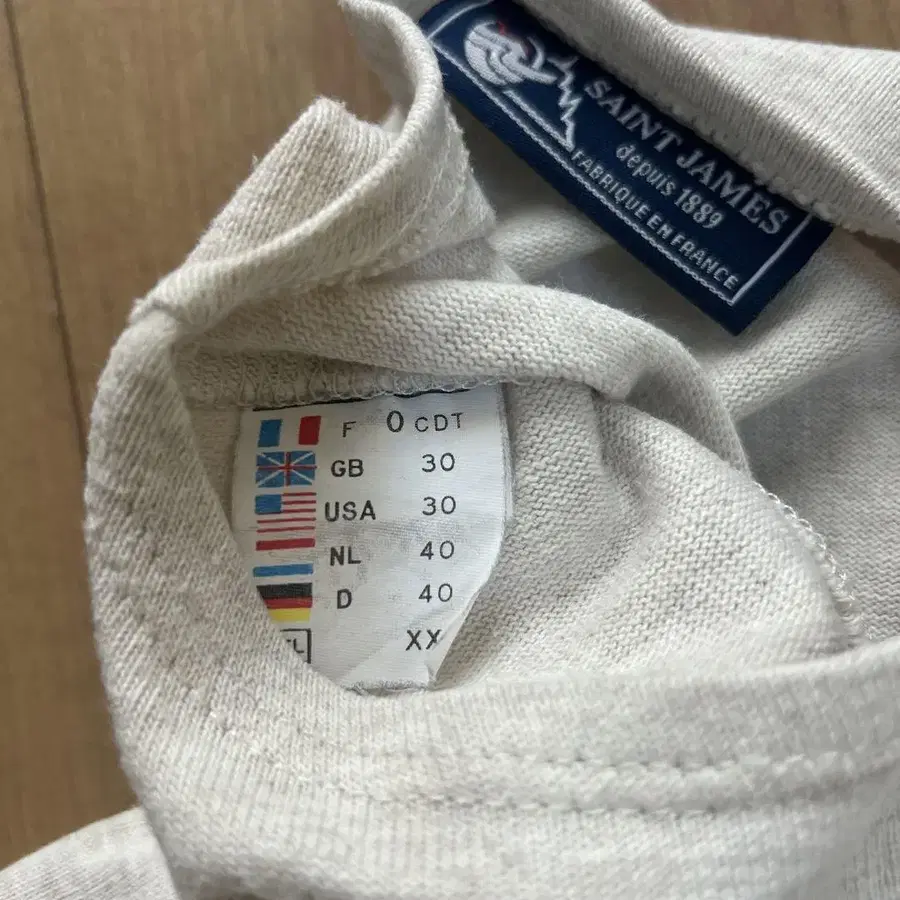 SAINT JAMES
depuis 1889
FABRIQUE EN FRANCE
F 0 CDT
GB 30
USA 30
NL 40
D 40
XX